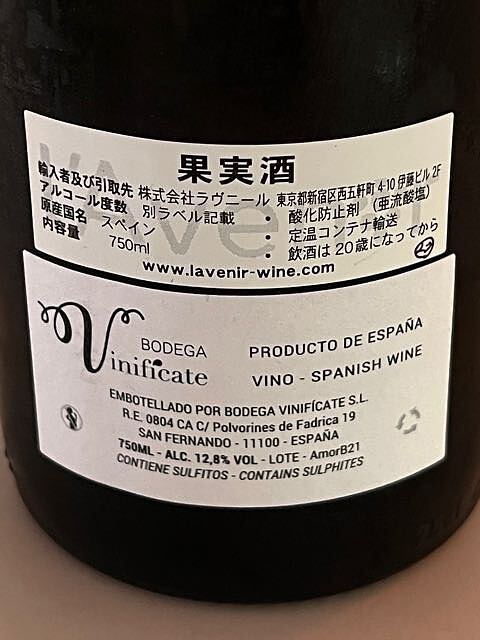 果実酒
輸入者及び引取先 株式会社ラヴニール 東京都新宿区西五軒町 4-10 伊藤ビル 2F
アルコール度数 別ラベル記載 ・ 酸化防止剤 (亜流酸塩)
原産国名 スペイン ・ 定温コンテナ輸送
内容量 750ml ・ 飲酒は20歳になってから
www.lavenir-wine.com
BODEGA
Vinifícate
PRODUCTO DE ESPAÑA
VINO - SPANISH WINE
EMBOTELLADO POR BODEGA VINIFÍCATE S.L.
R.E. 0804 CA C/ Polvorines de Fadrica 19
SAN FERNANDO - 11100 - ESPAÑA
750ML - ALC. 12,8% VOL - LOTE - AmorB21
CONTIENE SULFITOS - CONTAINS SULPHITES